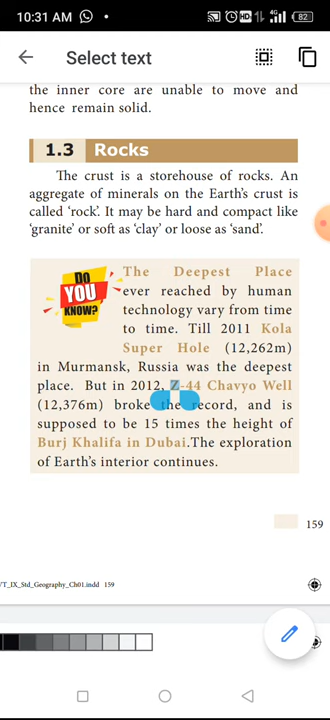 10:31 AM
HD
4G
82
Select text
the inner core are unable to move and
hence remain solid.
1.3 Rocks
The crust is a storehouse of rocks. An
aggregate of minerals on the Earth's crust is
called 'rock'. It may be hard and compact like
'granite' or soft as 'clay' or loose as 'sand'.
DO
YOU
KNOW?
The Deepest Place
ever reached by human
technology vary from time
to time. Till 2011 Kola
Super Hole (12,262m)
in Murmansk, Russia was the deepest
place. But in 2012, Z-44 Chavyo Well
(12,376m) broke the record, and is
supposed to be 15 times the height of
Burj Khalifa in Dubai.The exploration
of Earth's interior continues.
159
T_IX_Std_Geography_Ch01.indd 159